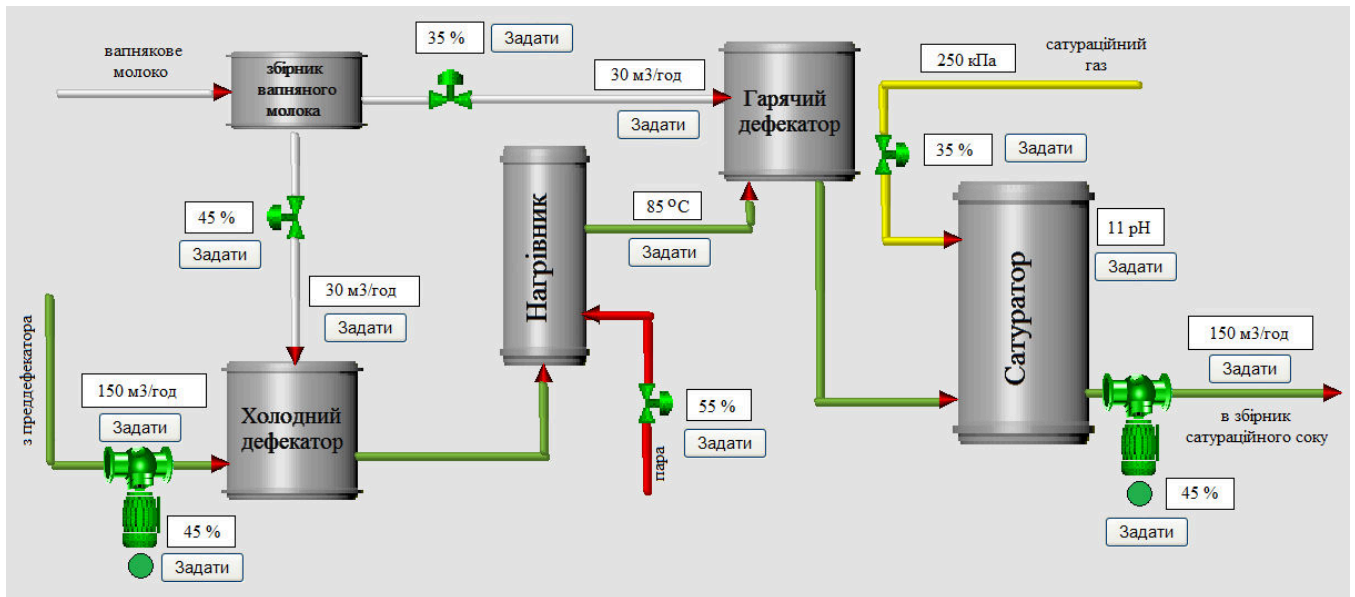 вапнякове
молоко
збірник
вапняного
молока
35 %
Задати
30 м3/год
Задати
Гарячий
дефекатор
250 кПа
сатураційний
газ
35 %
Задати
45 %
Задати
30 м3/год
Задати
Нагрівник
85 °C
Задати
Сатуратор
11 pH
Задати
з преддефекатора
150 м3/год
Задати
Холодний
дефекатор
45 %
Задати
55 %
Задати
пара
150 м3/год
Задати
в збірник
сатураційного соку
45 %
Задати